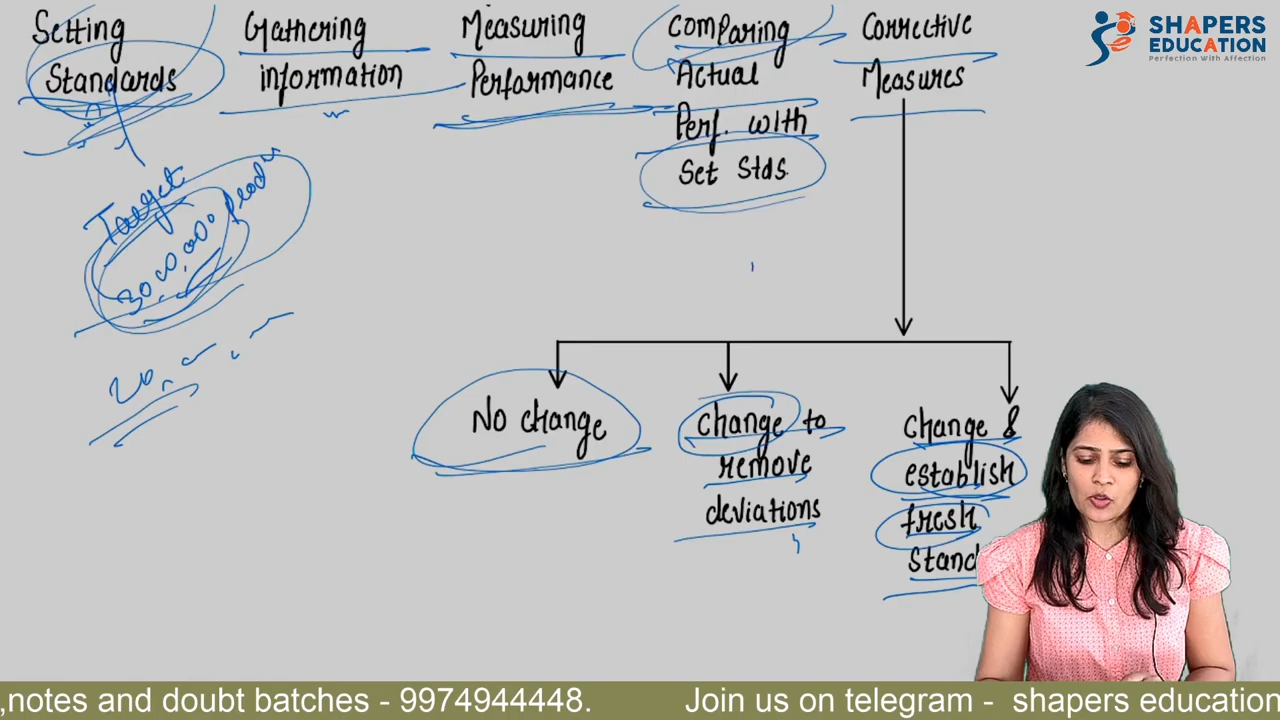 Setting
Standards
Gathering
information
Measuring
Performance
Comparing
Actual
Perf. with
Set Stds.
Corrective
Measures
SHAPERS
EDUCATION
Perfection With Affection
Target
No change
change to
remove
deviations
change &
establish
fresh
Stand
,notes and doubt batches - 9974944448. Join us on telegram - shapers education